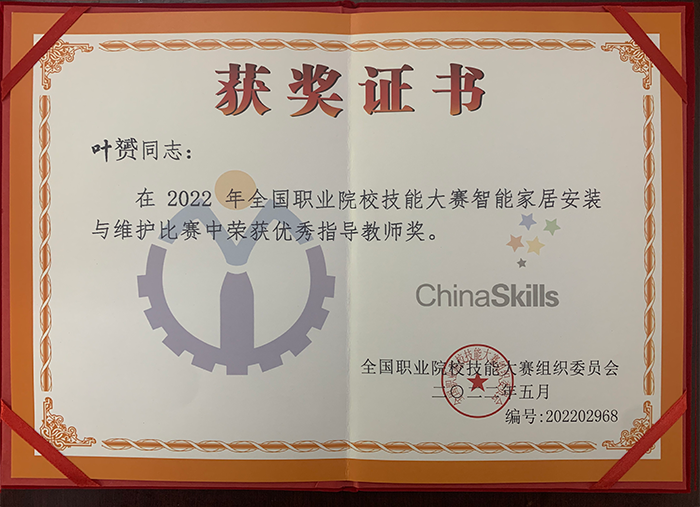 获奖证书
叶赟同志：
在 2022 年全国职业院校技能大赛智能家居安装
与维护比赛中荣获优秀指导教师奖。
ChinaSkills
全国职业院校技能大赛组织委员会
二〇二二年五月
编号:202202968